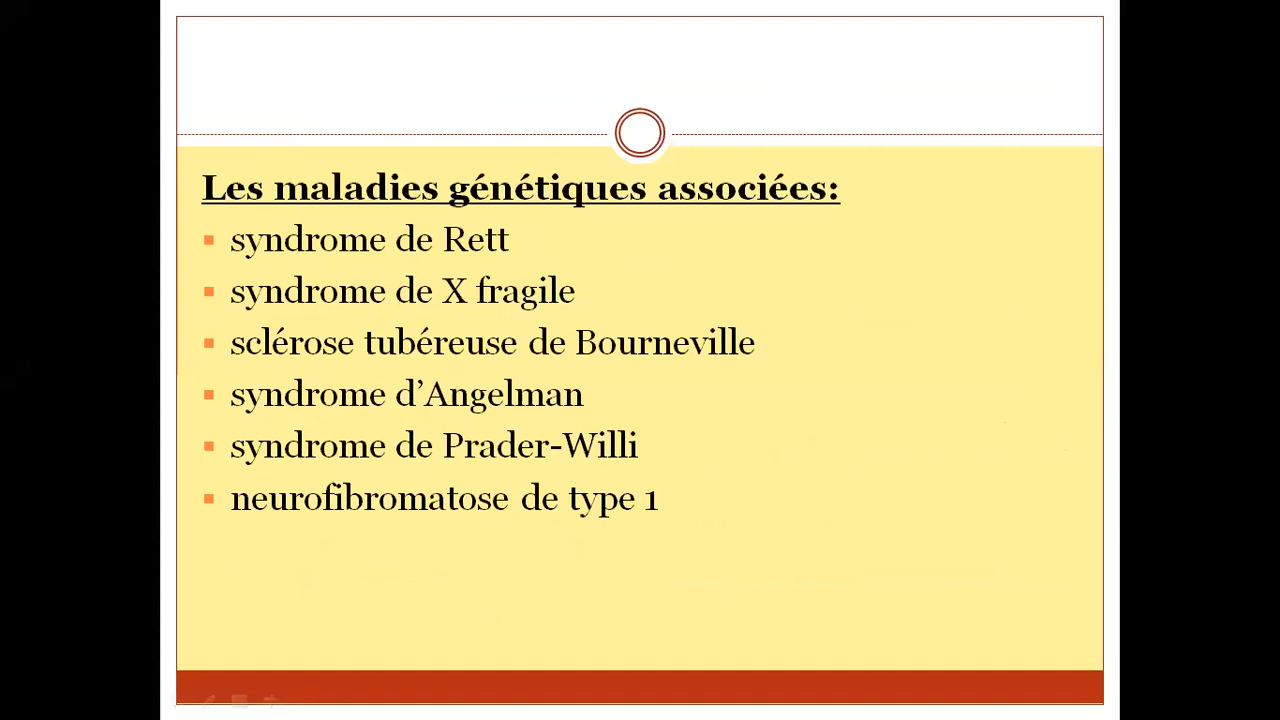 Les maladies génétiques associées:
syndrome de Rett
syndrome de X fragile
sclérose tubéreuse de Bourneville
syndrome d’Angelman
syndrome de Prader-Willi
neurofibromatose de type 1